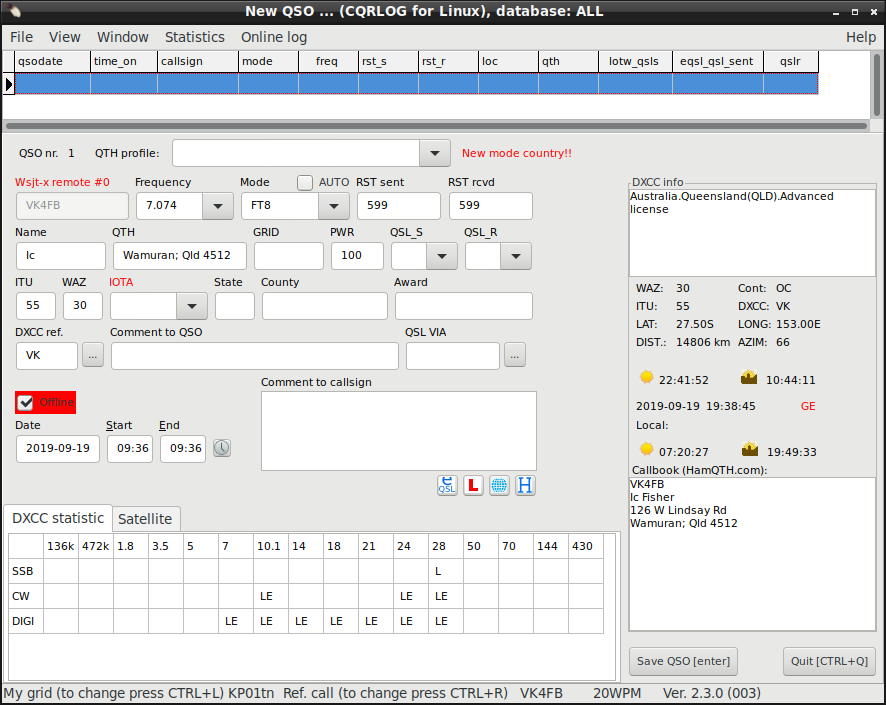 New QSO ... (CQRLOG for Linux), database: ALL
File View Window Statistics Online log Help
qsodate time_on callsign mode freq rst_s rst_r loc qth lotw_qsls eqsl_qsl_sent qslr
QSO nr. 1 QTH profile: New mode country!!
Wsjt-x remote #0 Frequency Mode AUTO RST sent RST rcvd
VK4FB 7.074 FT8 599 599
Name QTH GRID PWR QSL_S QSL_R
Ic Wamuran; Qld 4512 100
ITU WAZ IOTA State County Award
55 30
DXCC ref. Comment to QSO QSL VIA
VK ... ...
Offline
Comment to callsign
Date Start End
2019-09-19 09:36 09:36
QSL L H
DXCC statistic Satellite
136k 472k 1.8 3.5 5 7 10.1 14 18 21 24 28 50 70 144 430
SSB L
CW LE LE LE
DIGI LE LE LE LE LE LE LE
DXCC info
Australia.Queensland(QLD).Advanced
license
WAZ: 30 Cont: OC
ITU: 55 DXCC: VK
LAT: 27.50S LONG: 153.00E
DIST.: 14806 km AZIM: 66
22:41:52 10:44:11
2019-09-19 19:38:45 GE
Local:
07:20:27 19:49:33
Callbook (HamQTH.com):
VK4FB
Ic Fisher
126 W Lindsay Rd
Wamuran; Qld 4512
Save QSO [enter] Quit [CTRL+Q]
My grid (to change press CTRL+L) KP01tn Ref. call (to change press CTRL+R) VK4FB 20WPM Ver. 2.3.0 (003)